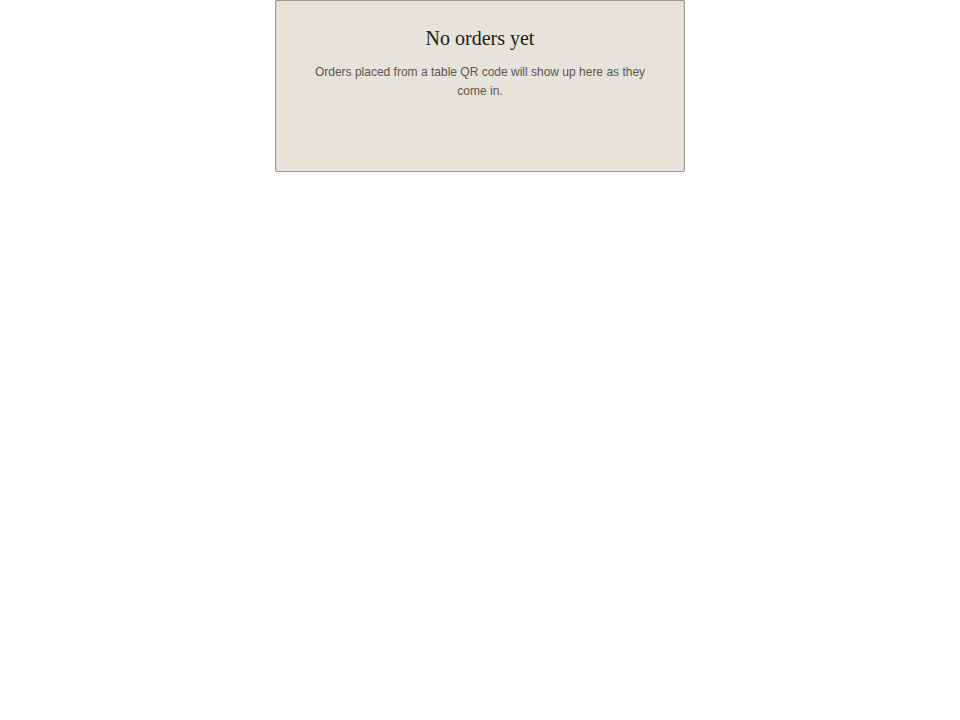 No orders yet
Orders placed from a table QR code will show up here as they
come in.